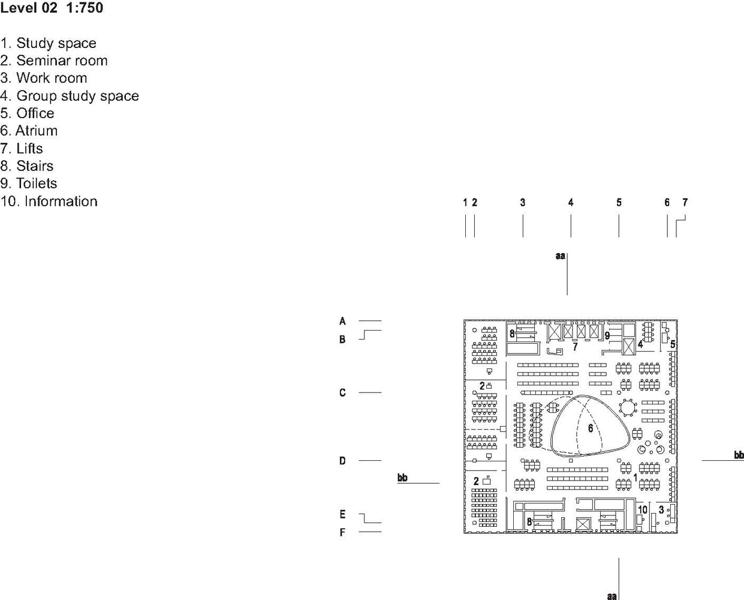 Level 02 1:750
1. Study space
2. Seminar room
3. Work room
4. Group study space
5. Office
6. Atrium
7. Lifts
8. Stairs
9. Toilets
10. Information
1 2 3 4 5 6 7
aa
A
B
8 7 9 4 5
2
C
6
D
bb
bb
2 1
E
8 10 3
F
aa